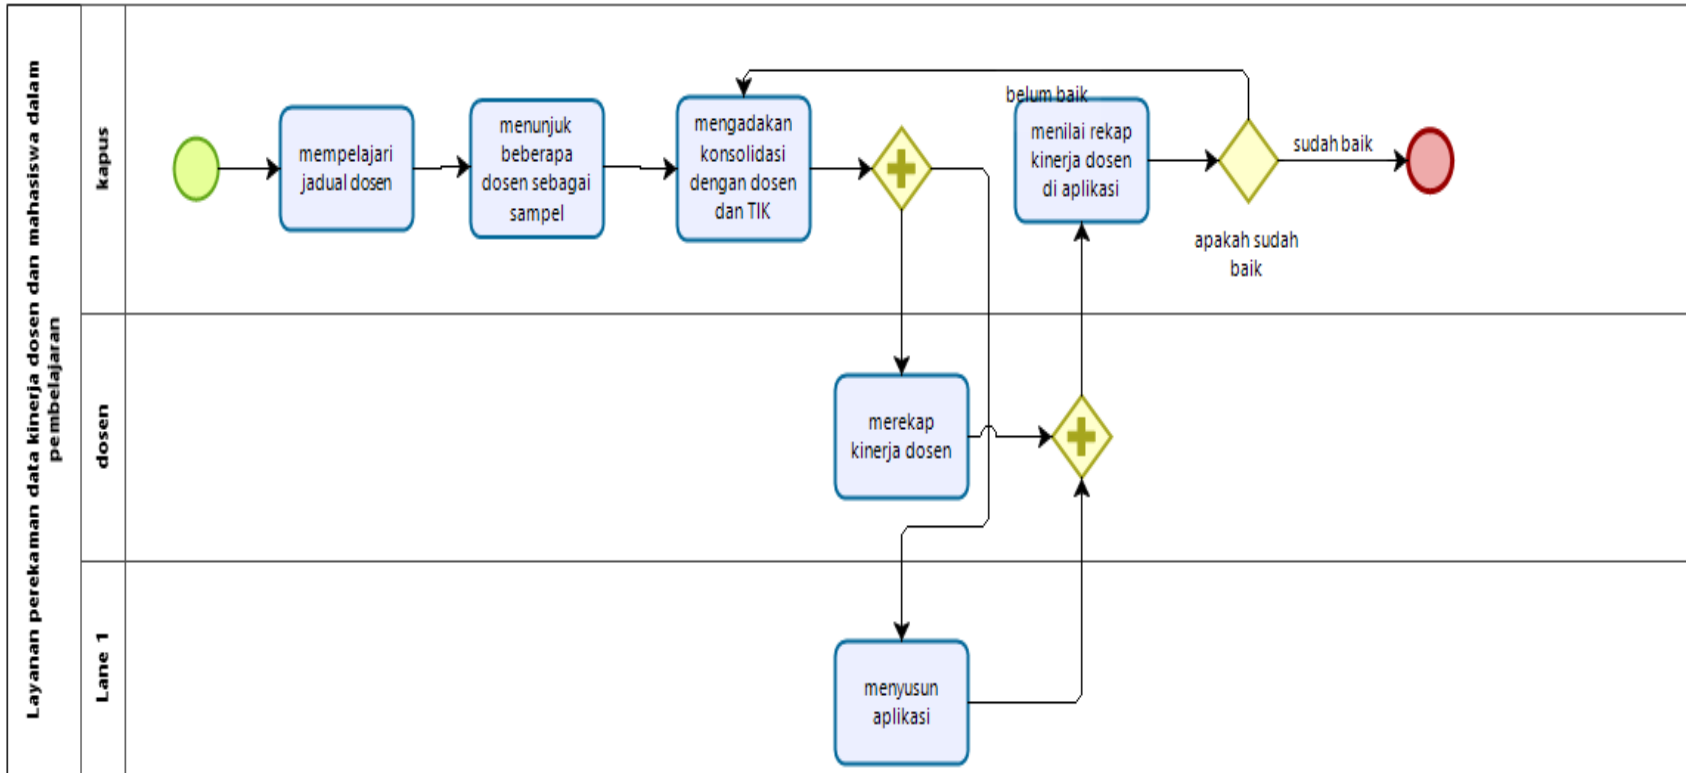 Layanan perekaman data kinerja dosen dan mahasiswa dalam
pembelajaran
kapus
mempelajari
jadual dosen
menunjuk
beberapa
dosen sebagai
sampel
mengadakan
konsolidasi
dengan dosen
dan TIK
belum baik
menilai rekap
kinerja dosen
di aplikasi
apakah sudah
baik
sudah baik
dosen
merekap
kinerja dosen
Lane 1
menyusun
aplikasi